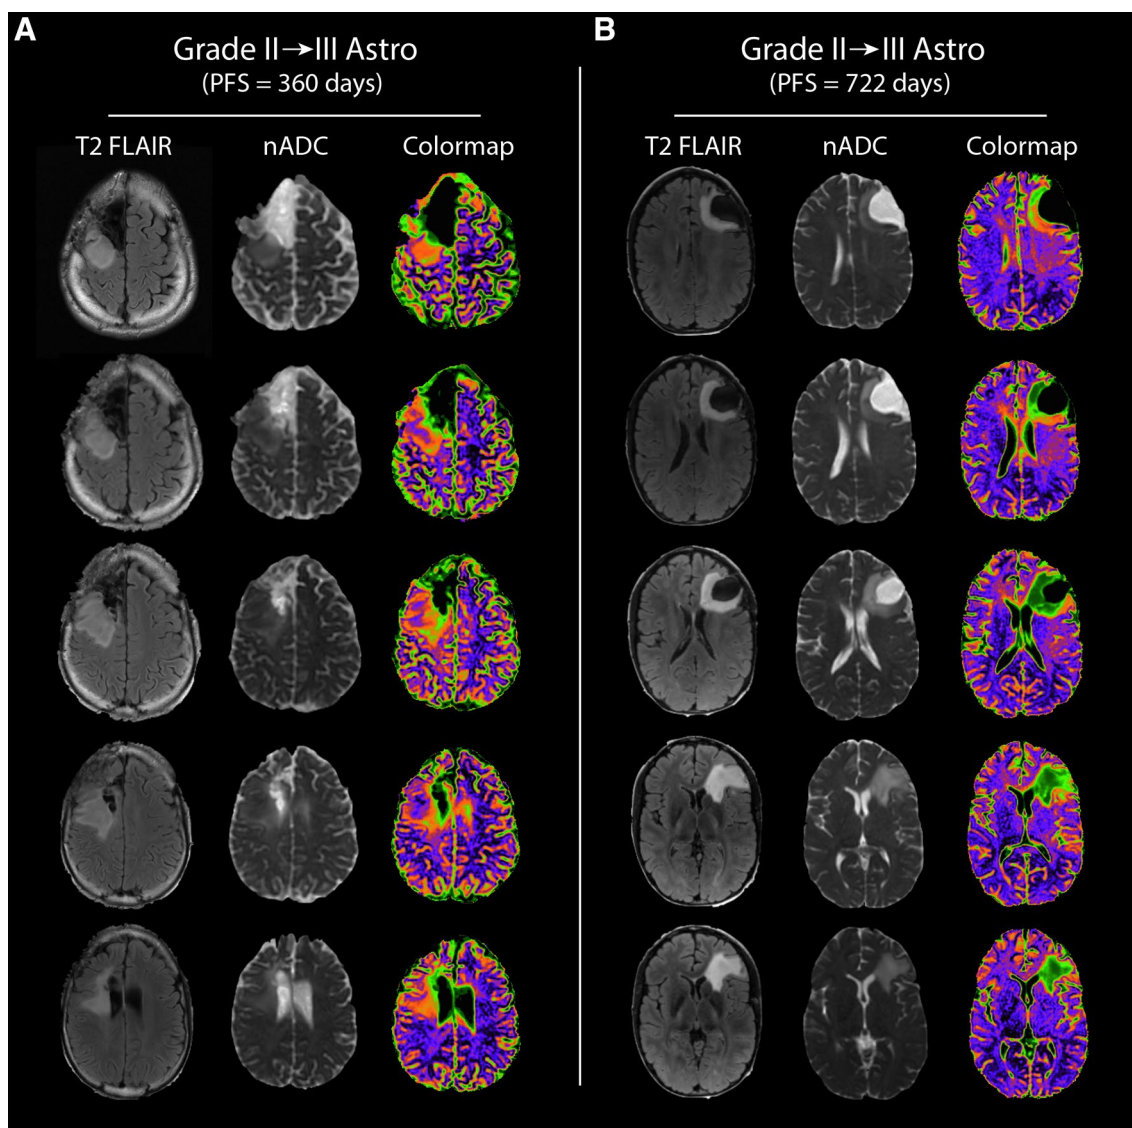 A
Grade II→III Astro
(PFS = 360 days)
T2 FLAIR nADC Colormap
B
Grade II→III Astro
(PFS = 722 days)
T2 FLAIR nADC Colormap